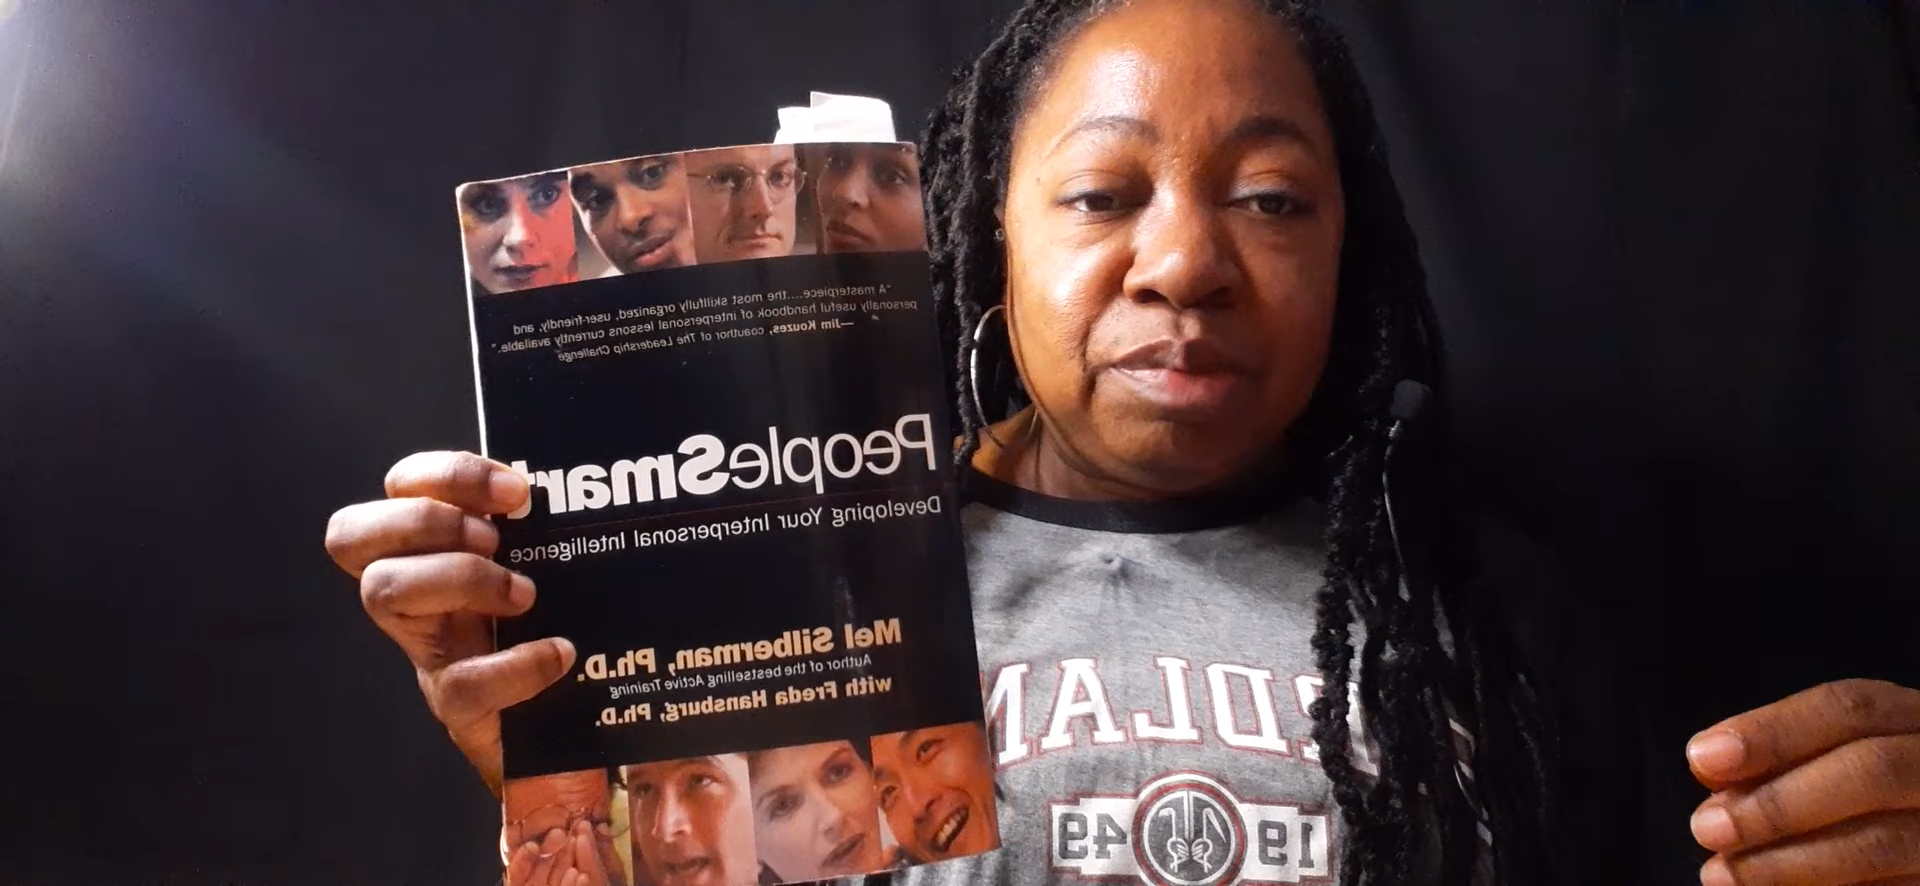 "A masterpiece....the most skillfully organized, user-friendly, and
personally useful handbook of interpersonal lessons currently available."
—Jim Kouzes, coauthor of The Leadership Challenge
PeopleSmart
Developing Your Interpersonal Intelligence
Mel Silberman, Ph.D.
Author of the bestselling Active Training
with Freda Hansburg, Ph.D.
1949